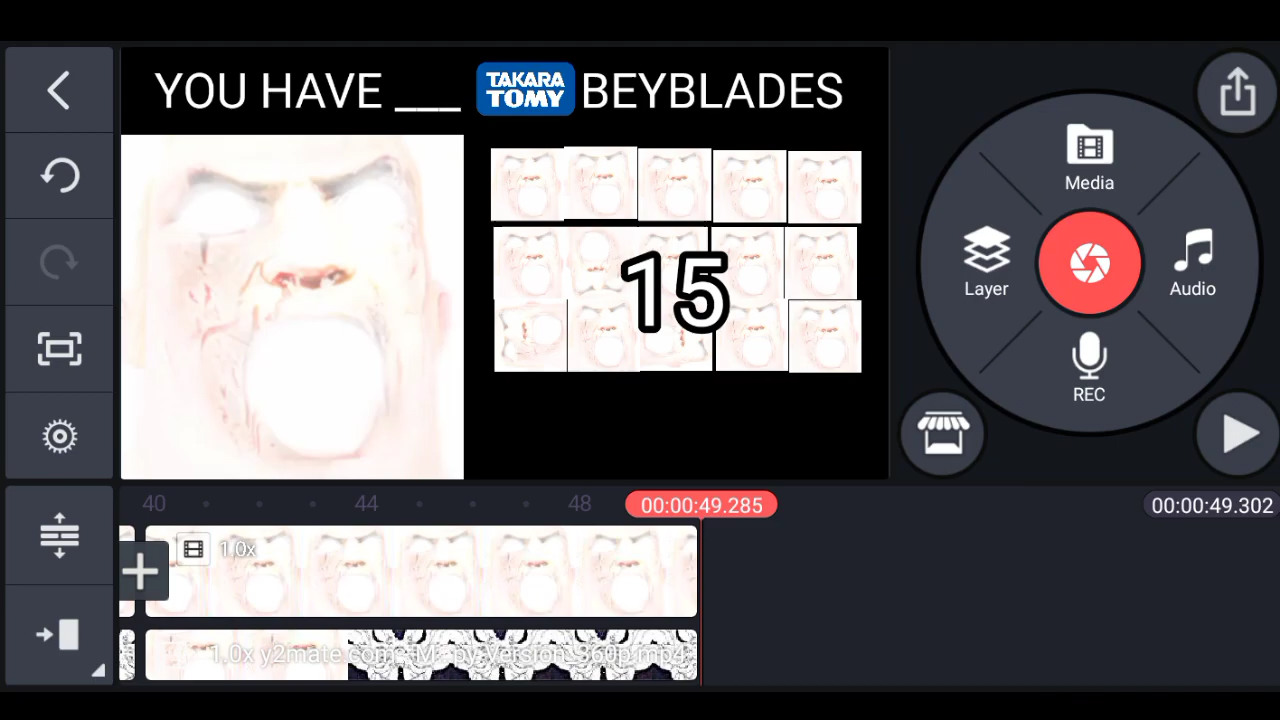 YOU HAVE ___ TAKARA TOMY BEYBLADES
15
Media
Layer
Audio
REC
40
44
48
00:00:49.285
00:00:49.302
1.0x
1.0x y2mate.com
Version_360p.mp4